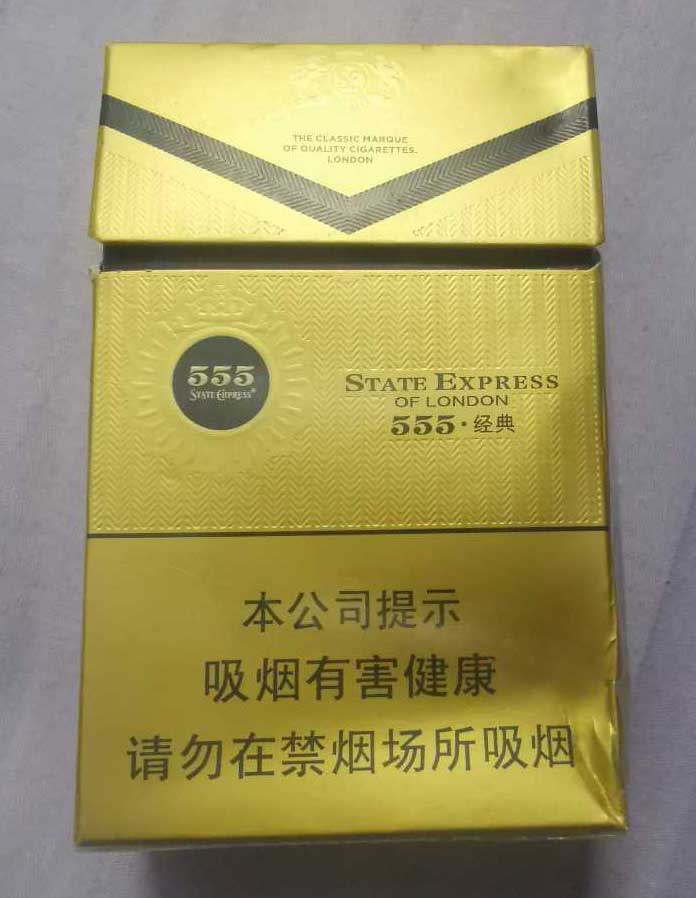 THE CLASSIC MARQUE
OF QUALITY CIGARETTES.
LONDON
555
STATE EXPRESS®
STATE EXPRESS
OF LONDON
555·经典
本公司提示
吸烟有害健康
请勿在禁烟场所吸烟